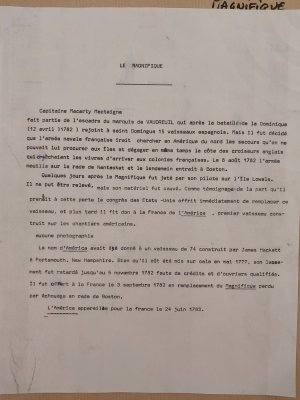 MAGNIFIQUE
LE MAGNIFIQUE
Capitaine Macarty Macteigne
fait partie de l'escadre du marquis de VAUDREUIL qui après la bataille de la Dominique
(12 avril )1782 ) rejoint à saint Domingue 15 vaisseaux espagnols. Mais il fut décidé
que l'armée navale française irait chercher en Amérique du nord les secours qu'on ne
pouvait lui procurer aux îles et dégager en même temps la côte des croiseurs anglais
qui empêchaient les vivres d'arriver aux colonies françaises. Le 8 août 1782 l'armée
mouilla sur la rade de Nantasket et le lendemain dans celle de Boston.
Quelques jours après le Magnifique fut jeté par son pilote sur l'île Lowels.
Il ne put être relevé, mais son matériel fut sauvé. Comme témoignage de la part qu'il
prenait à cette perte le congrès des Etats -Unis offrit immédiatement de remplacer ce
vaisseau, et plus tard il fit don à la France de l'América , premier vaisseau cons-
truit sur les chantiers américains.
aucune photographie
Le nom d'América avait été donné à un vaisseau de 74 construit par James Hackett
à Portsmouth, New Hampshire. Bien qu'il eût été mis sur cale en mai 1777, son lance-
ment fut retardé jusqu'au 5 novembre 1782 faute de crédits et d'ouvriers qualifiés.
Il fut offert à la France le 3 septembre 1782 en remplacement du Magnifique perdu
par échouage en rade de Boston.
L'América appareilla pour la france le 24 juin 1783.